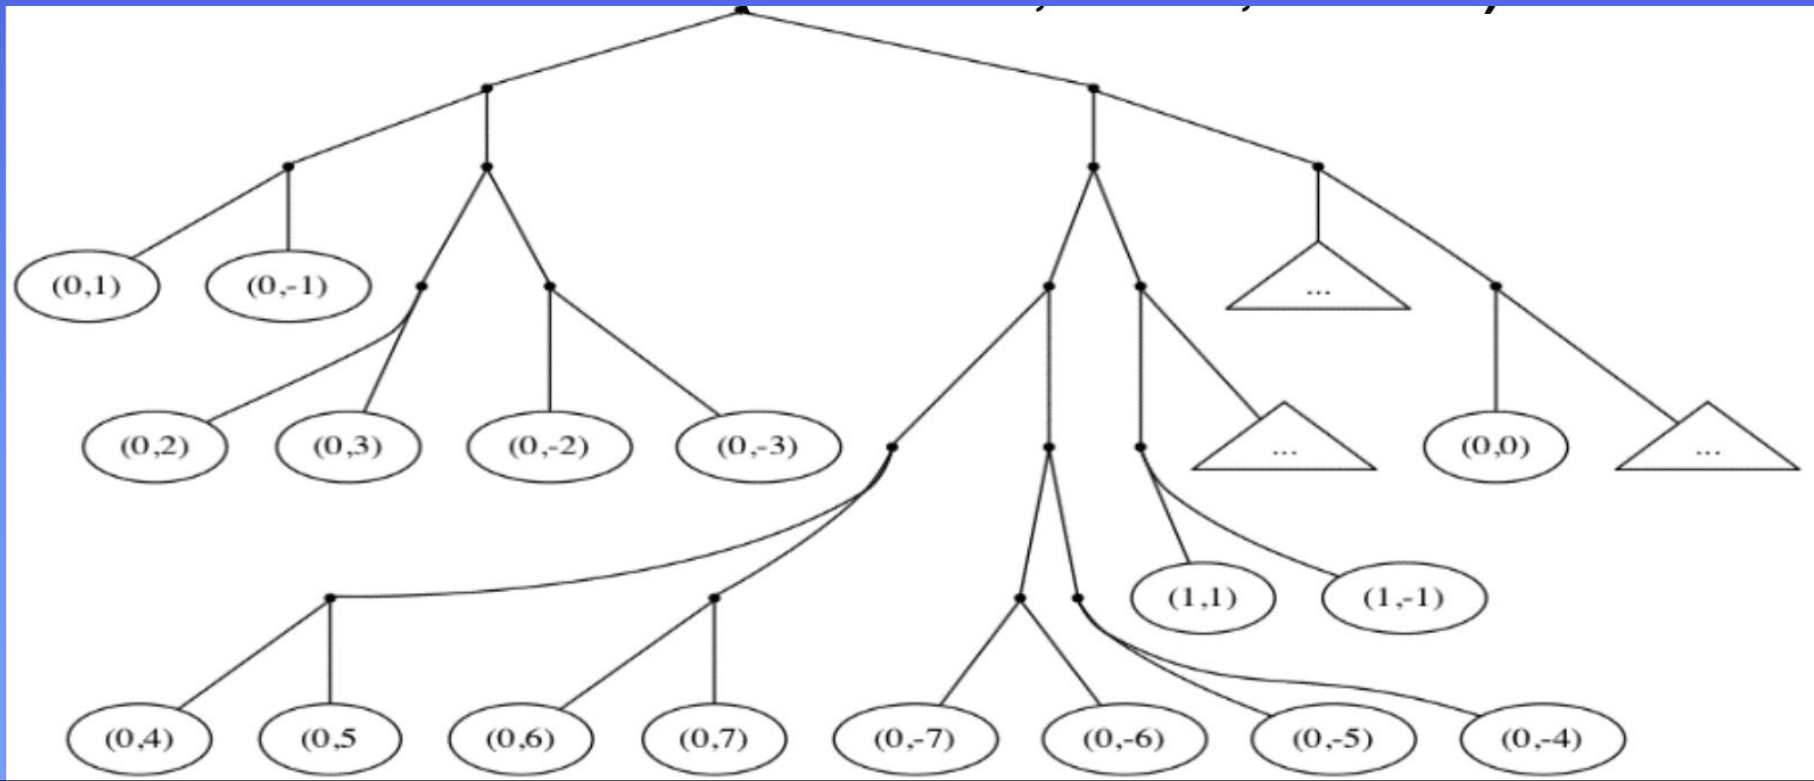 (0,1) (0,-1) ...
(0,2) (0,3) (0,-2) (0,-3) ... (0,0) ...
(1,1) (1,-1)
(0,4) (0,5 (0,6) (0,7) (0,-7) (0,-6) (0,-5) (0,-4)